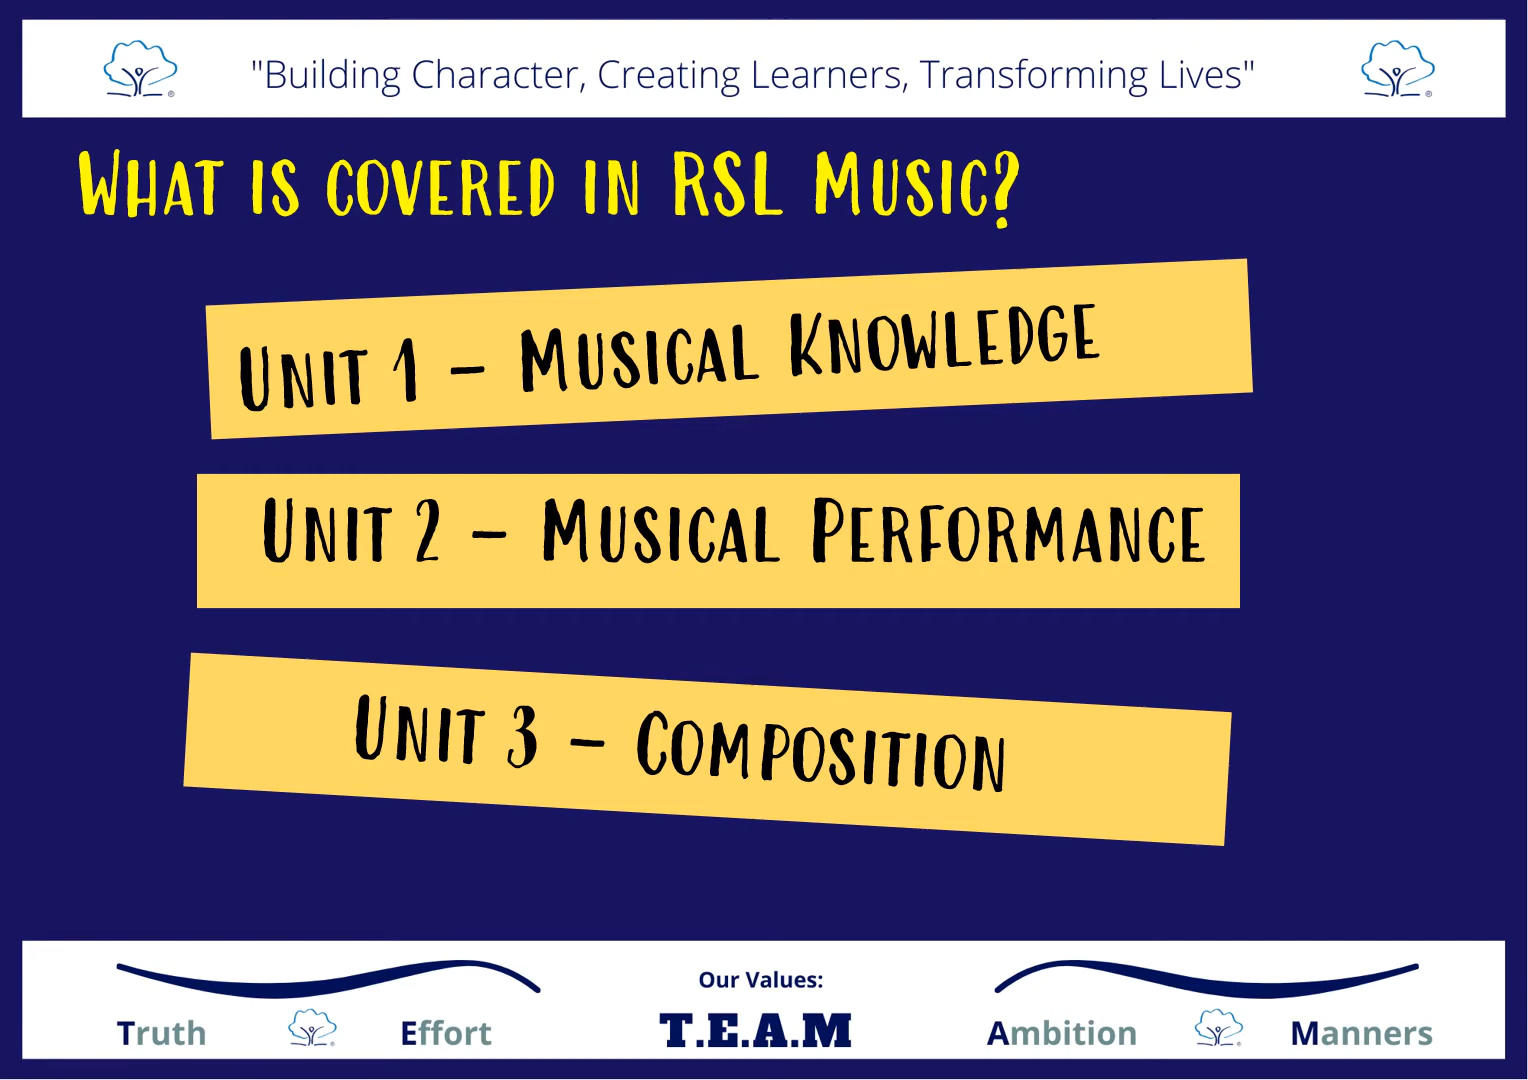 "Building Character, Creating Learners, Transforming Lives"
What is covered in RSL Music?
Unit 1 – Musical Knowledge
Unit 2 – Musical Performance
Unit 3 – Composition
Our Values:
T.E.A.M
Truth
Effort
Ambition
Manners